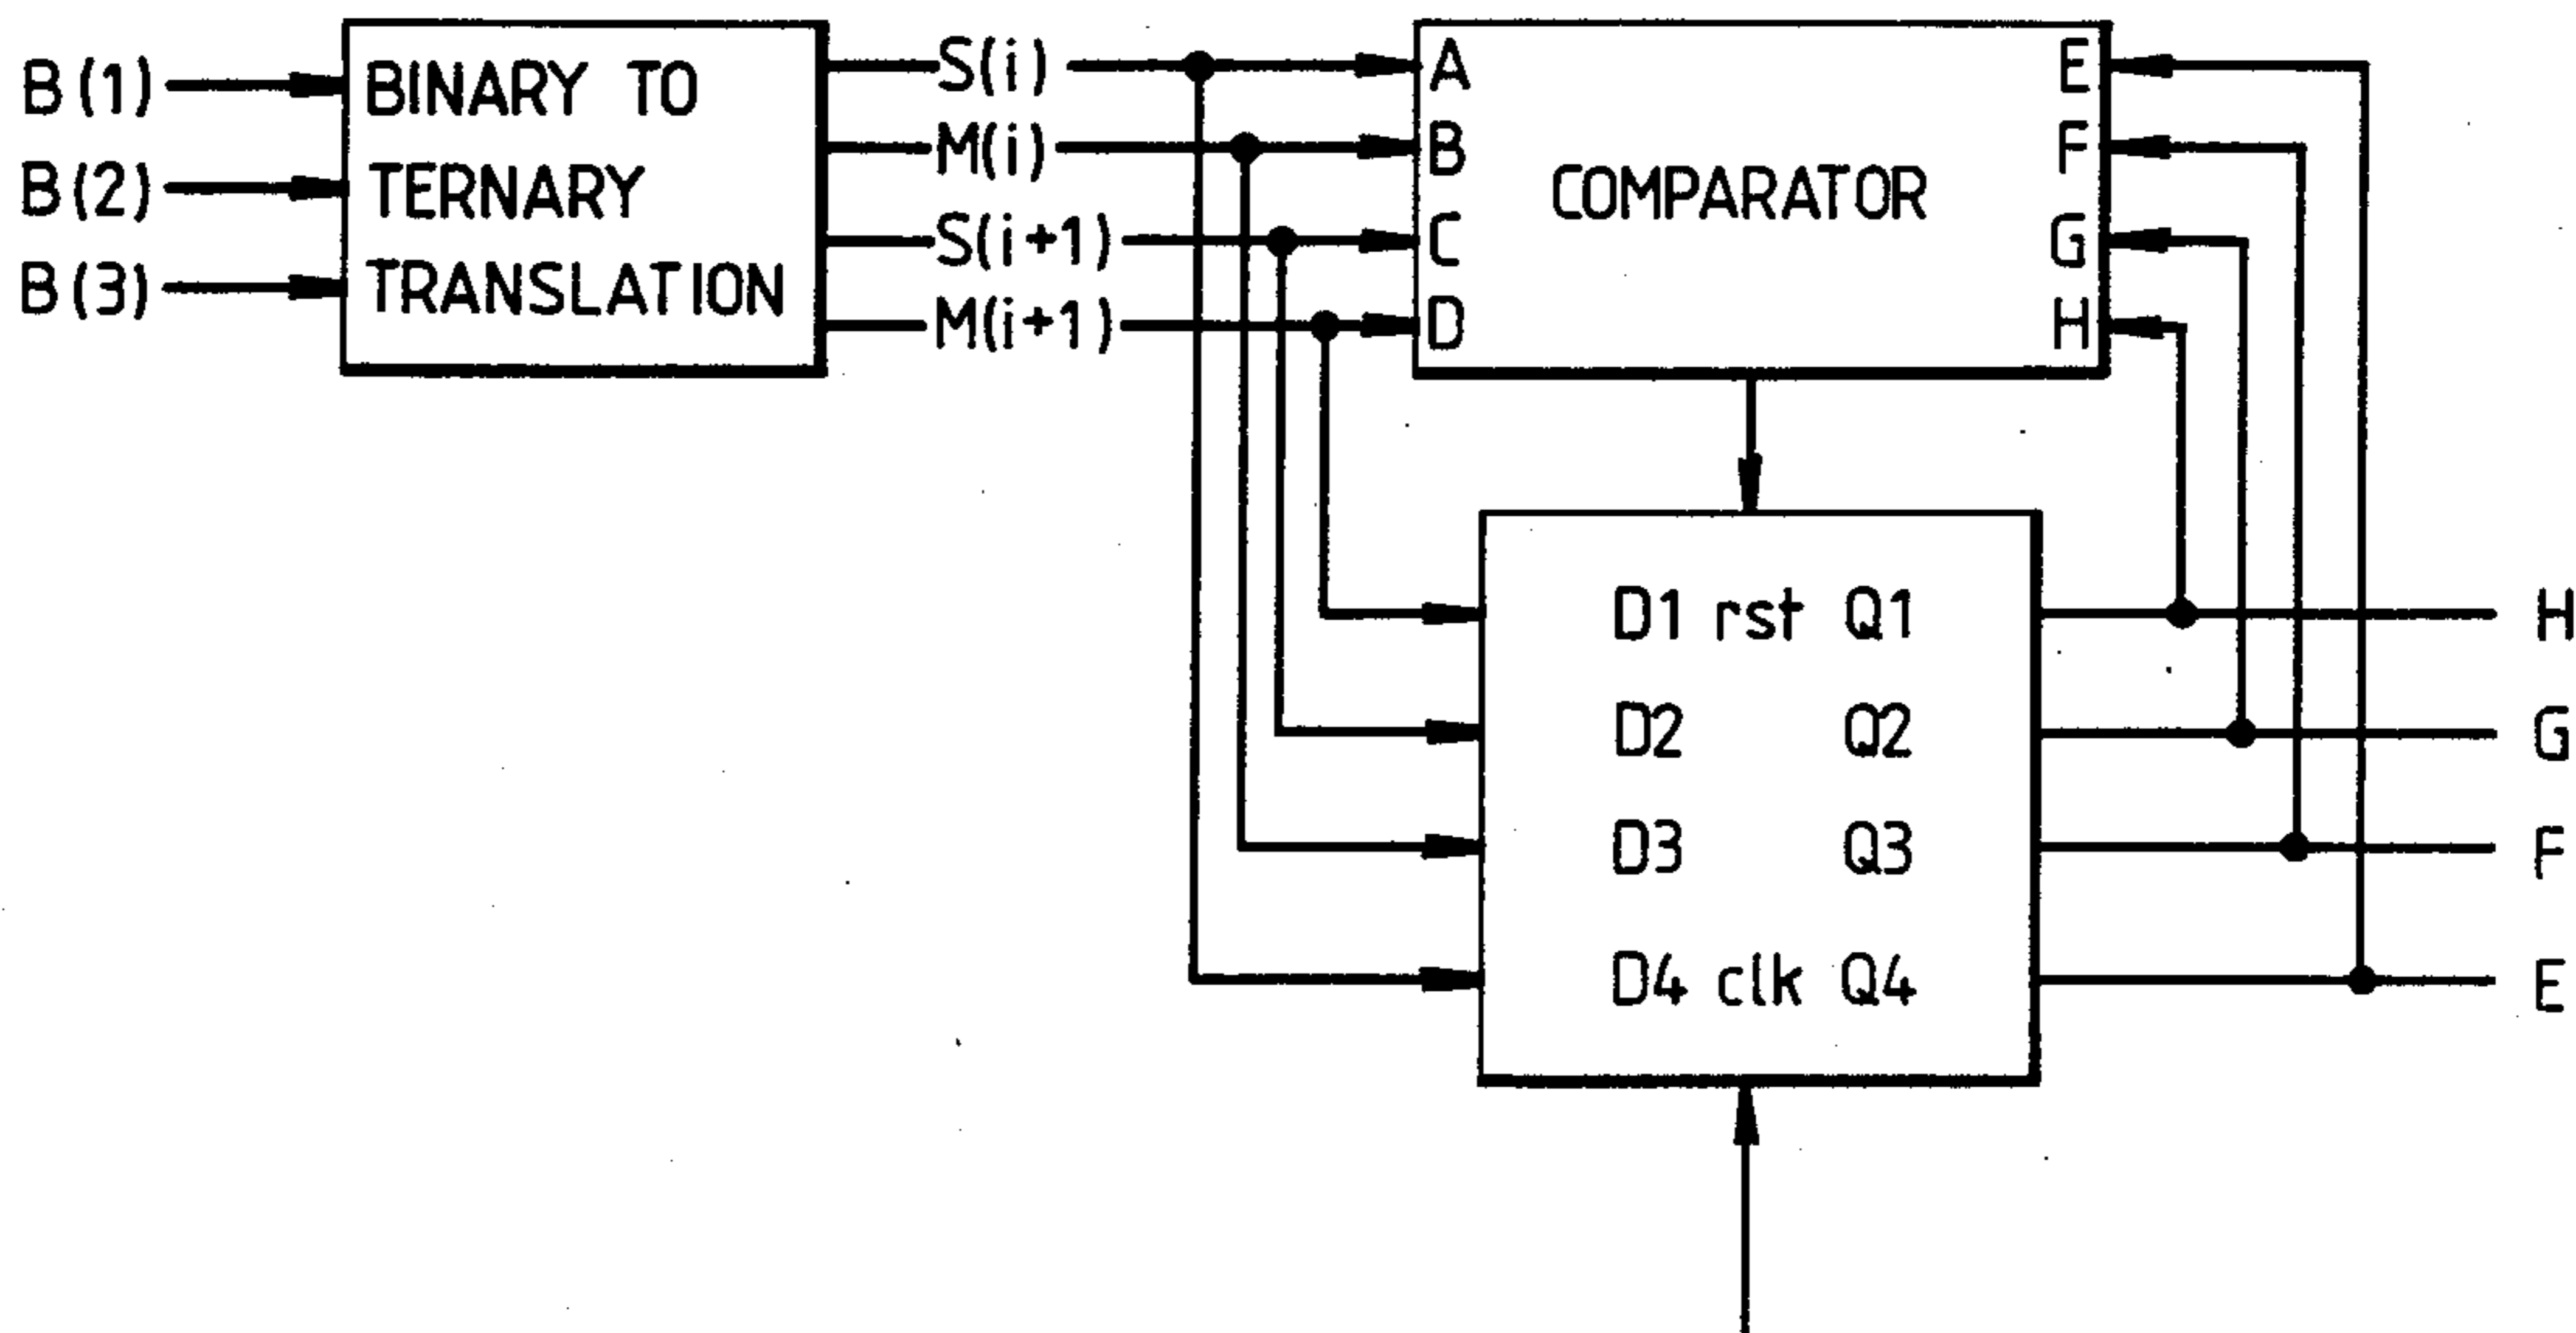 B(1)
B(2)
B(3)
BINARY TO
TERNARY
TRANSLATION
S(i)
M(i)
S(i+1)
M(i+1)
A
B
C
D
COMPARATOR
E
F
G
H
D1 rst Q1
D2 Q2
D3 Q3
D4 clk Q4
H
G
F
E